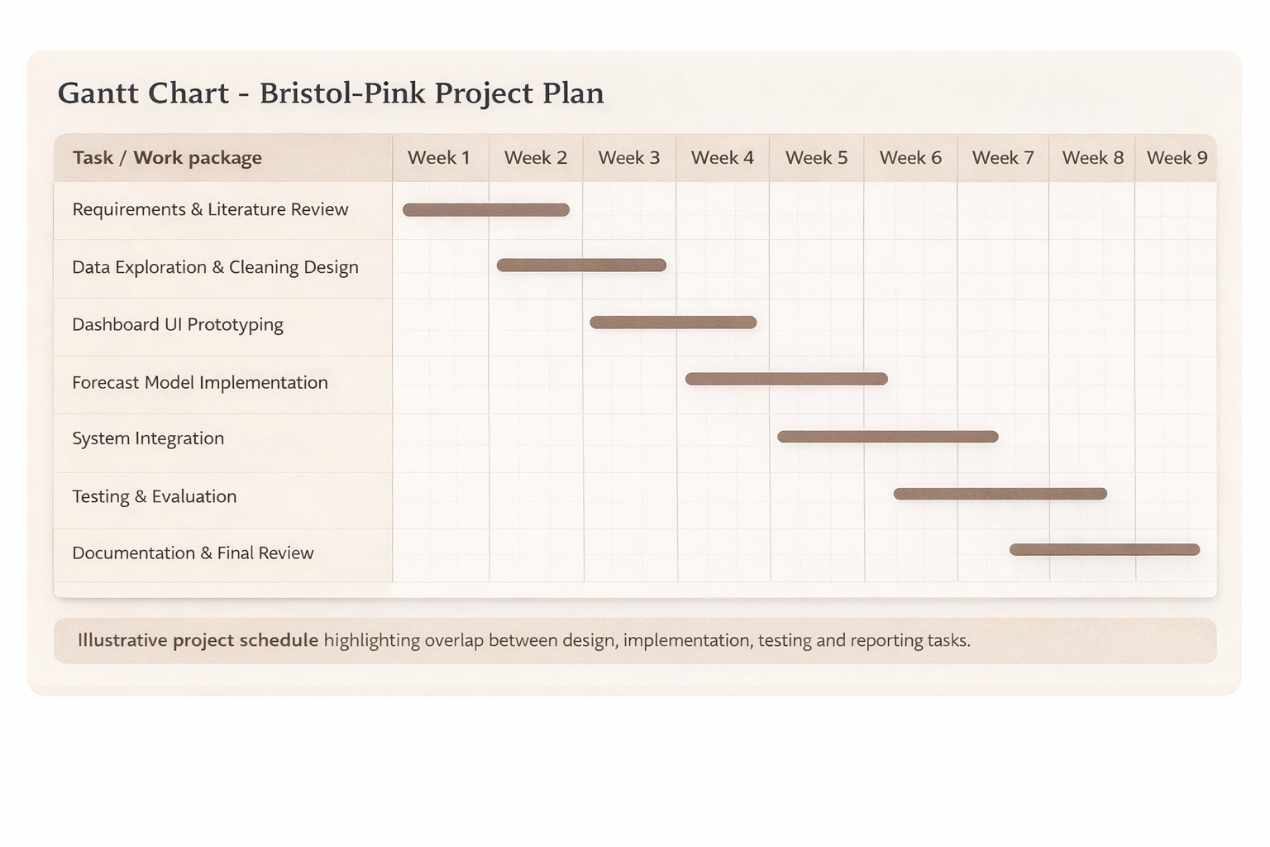 Gantt Chart - Bristol-Pink Project Plan
Task / Work package Week 1 Week 2 Week 3 Week 4 Week 5 Week 6 Week 7 Week 8 Week 9
Requirements & Literature Review
Data Exploration & Cleaning Design
Dashboard UI Prototyping
Forecast Model Implementation
System Integration
Testing & Evaluation
Documentation & Final Review
Illustrative project schedule highlighting overlap between design, implementation, testing and reporting tasks.